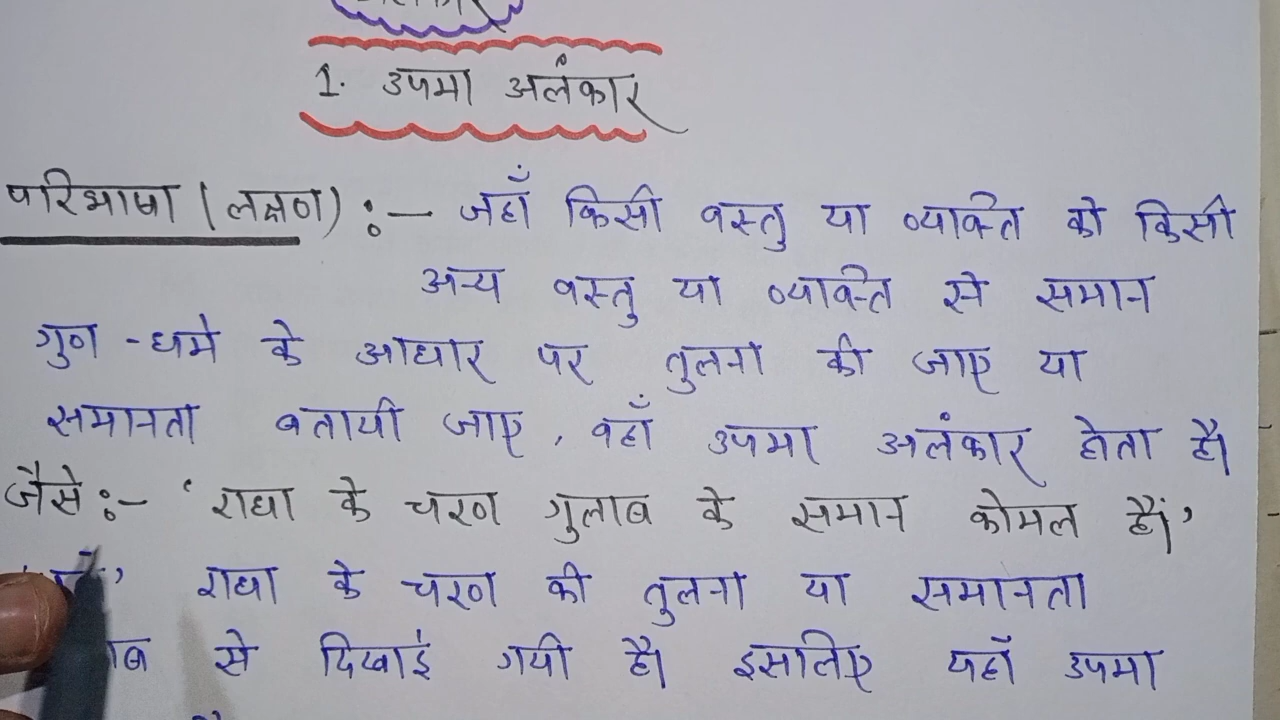 1. उपमा अलंकार
परिभाषा (लक्षण) :- जहाँ किसी वस्तु या व्यक्ति को किसी
अन्य वस्तु या व्यक्ति से समान
गुण - धर्म के आधार पर तुलना की जाए या
समानता बतायी जाए, वहाँ उपमा अलंकार होता है।
जैसे :- ‘राधा के चरण गुलाब के समान कोमल हैं।’
राधा के चरण की तुलना या समानता
से दिखाई गयी है। इसलिए यहाँ उपमा